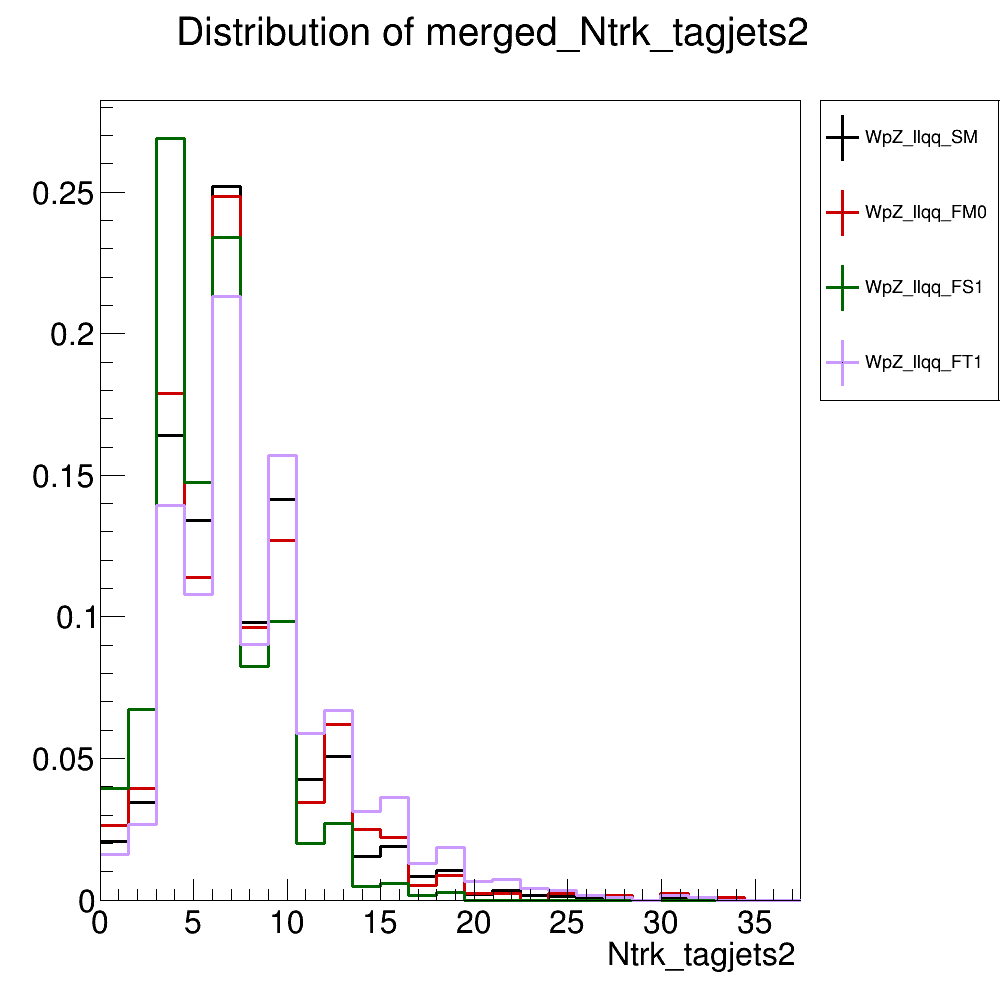 Distribution of merged_Ntrk_tagjets2
WpZ_llqq_SM
WpZ_llqq_FM0
WpZ_llqq_FS1
WpZ_llqq_FT1
0.25
0.2
0.15
0.1
0.05
0
0 5 10 15 20 25 30 35
Ntrk_tagjets2